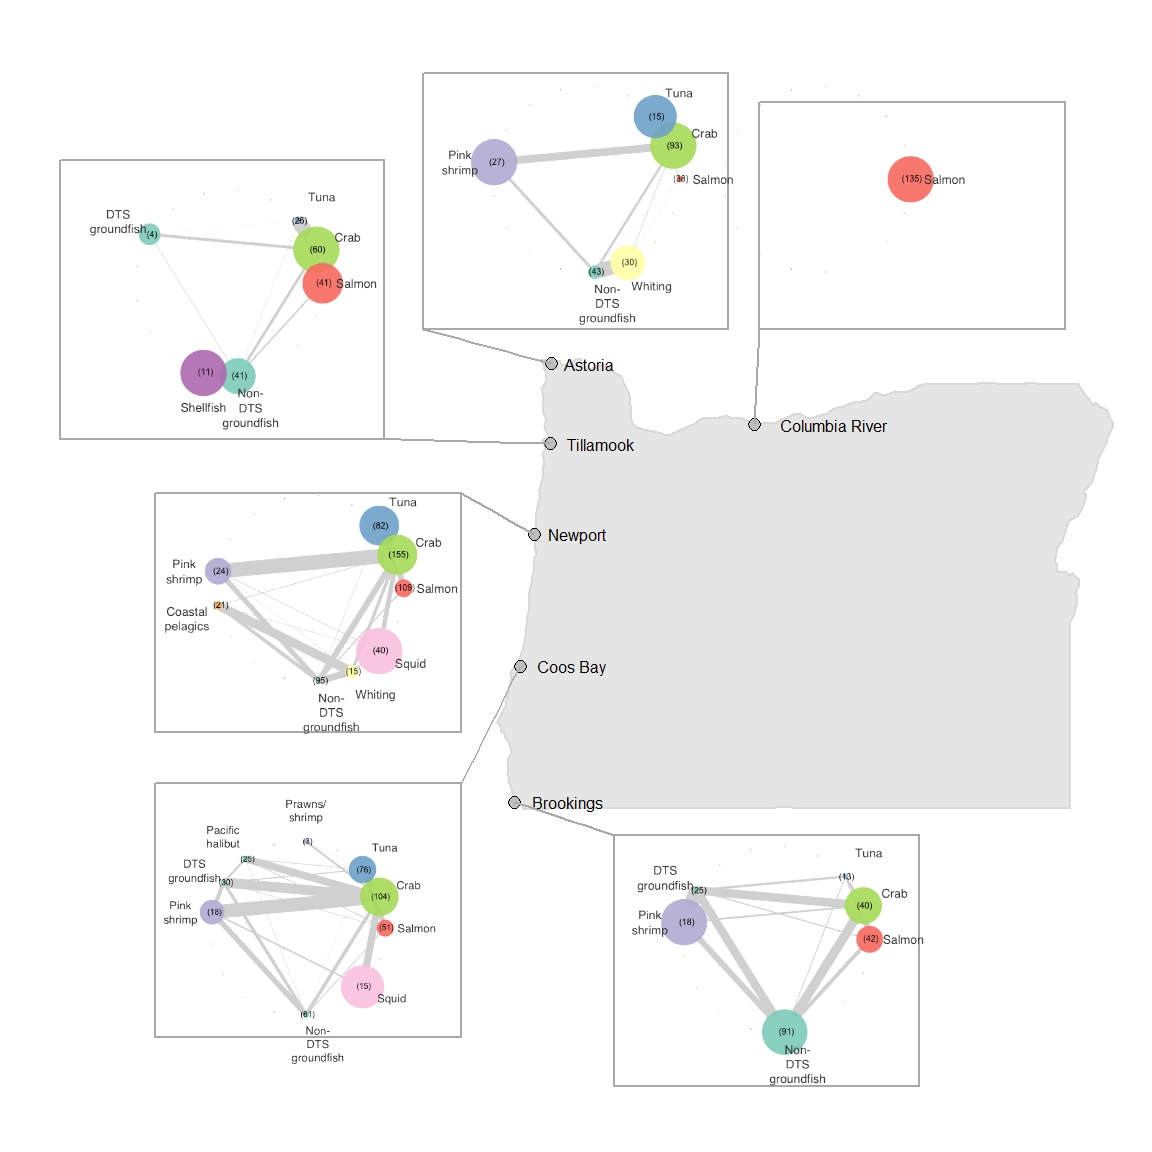 Tuna
(15)
Crab
(93)
Pink
shrimp
(27)
Salmon
(30)
Whiting
(43)
Non-
DTS
groundfish
(135)
Salmon
Tuna
(26)
DTS
groundfish
(4)
Crab
(60)
(41)
Salmon
(11)
Shellfish
(41)
Non-
DTS
groundfish
Astoria
Columbia River
Tillamook
Newport
Coos Bay
Brookings
Tuna
(82)
Crab
(155)
Pink
shrimp
(24)
(109)
Salmon
(21)
Coastal
pelagics
(40)
Squid
(15)
Whiting
(95)
Non-
DTS
groundfish
Prawns/
shrimp
(3)
Pacific
halibut
(25)
Tuna
(76)
DTS
groundfish
(30)
Crab
(104)
Pink
shrimp
(18)
(51)
Salmon
(15)
Squid
(61)
Non-
DTS
groundfish
Tuna
(13)
DTS
groundfish
(25)
Crab
(40)
Pink
shrimp
(18)
(42)
Salmon
(91)
Non-
DTS
groundfish